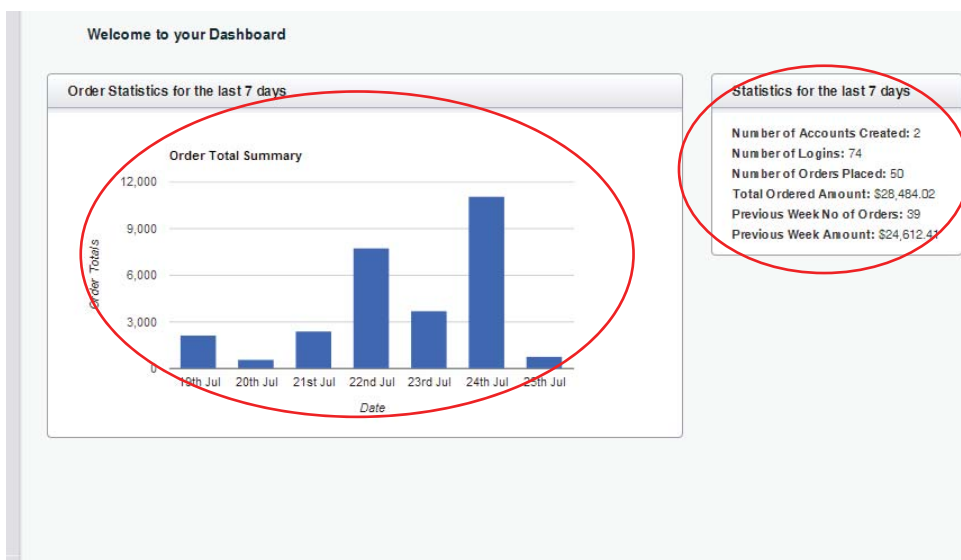 Welcome to your Dashboard
Order Statistics for the last 7 days
Order Total Summary
12,000
9,000
6,000
3,000
0
Order Totals
19th Jul 20th Jul 21st Jul 22nd Jul 23rd Jul 24th Jul 25th Jul
Date
Statistics for the last 7 days
Number of Accounts Created: 2
Number of Logins: 74
Number of Orders Placed: 50
Total Ordered Amount: $28,484.02
Previous Week No of Orders: 39
Previous Week Amount: $24,612.41